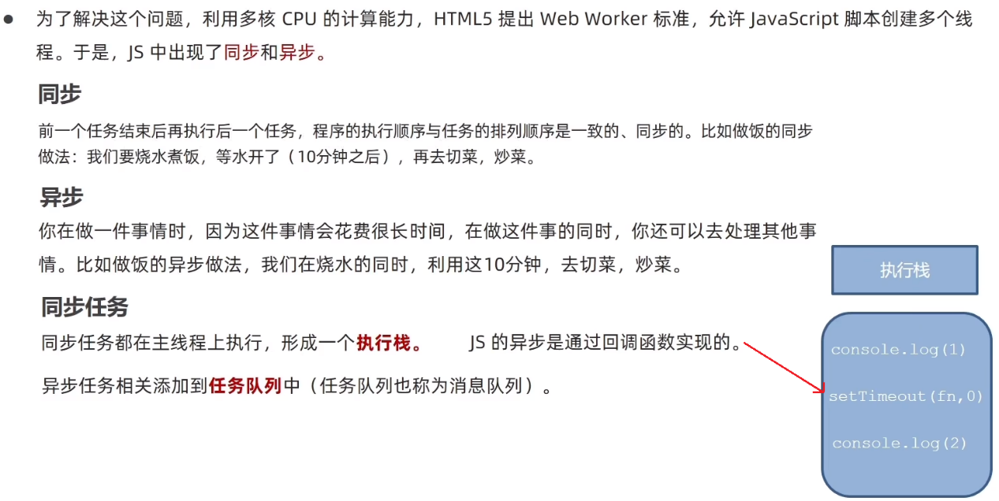 为了解决这个问题，利用多核 CPU 的计算能力，HTML5 提出 Web Worker 标准，允许 JavaScript 脚本创建多个线
程。于是，JS 中出现了同步和异步。
同步
前一个任务结束后再执行后一个任务，程序的执行顺序与任务的排列顺序是一致的、同步的。比如做饭的同步
做法：我们要烧水煮饭，等水开了（10分钟之后），再去切菜，炒菜。
异步
你在做一件事情时，因为这件事情会花费很长时间，在做这件事的同时，你还可以去处理其他事
情。比如做饭的异步做法，我们在烧水的同时，利用这10分钟，去切菜，炒菜。
同步任务
同步任务都在主线程上执行，形成一个执行栈。
JS 的异步是通过回调函数实现的。
异步任务相关添加到任务队列中（任务队列也称为消息队列）。
执行栈
console.log(1)
setTimeout(fn,0)
console.log(2)